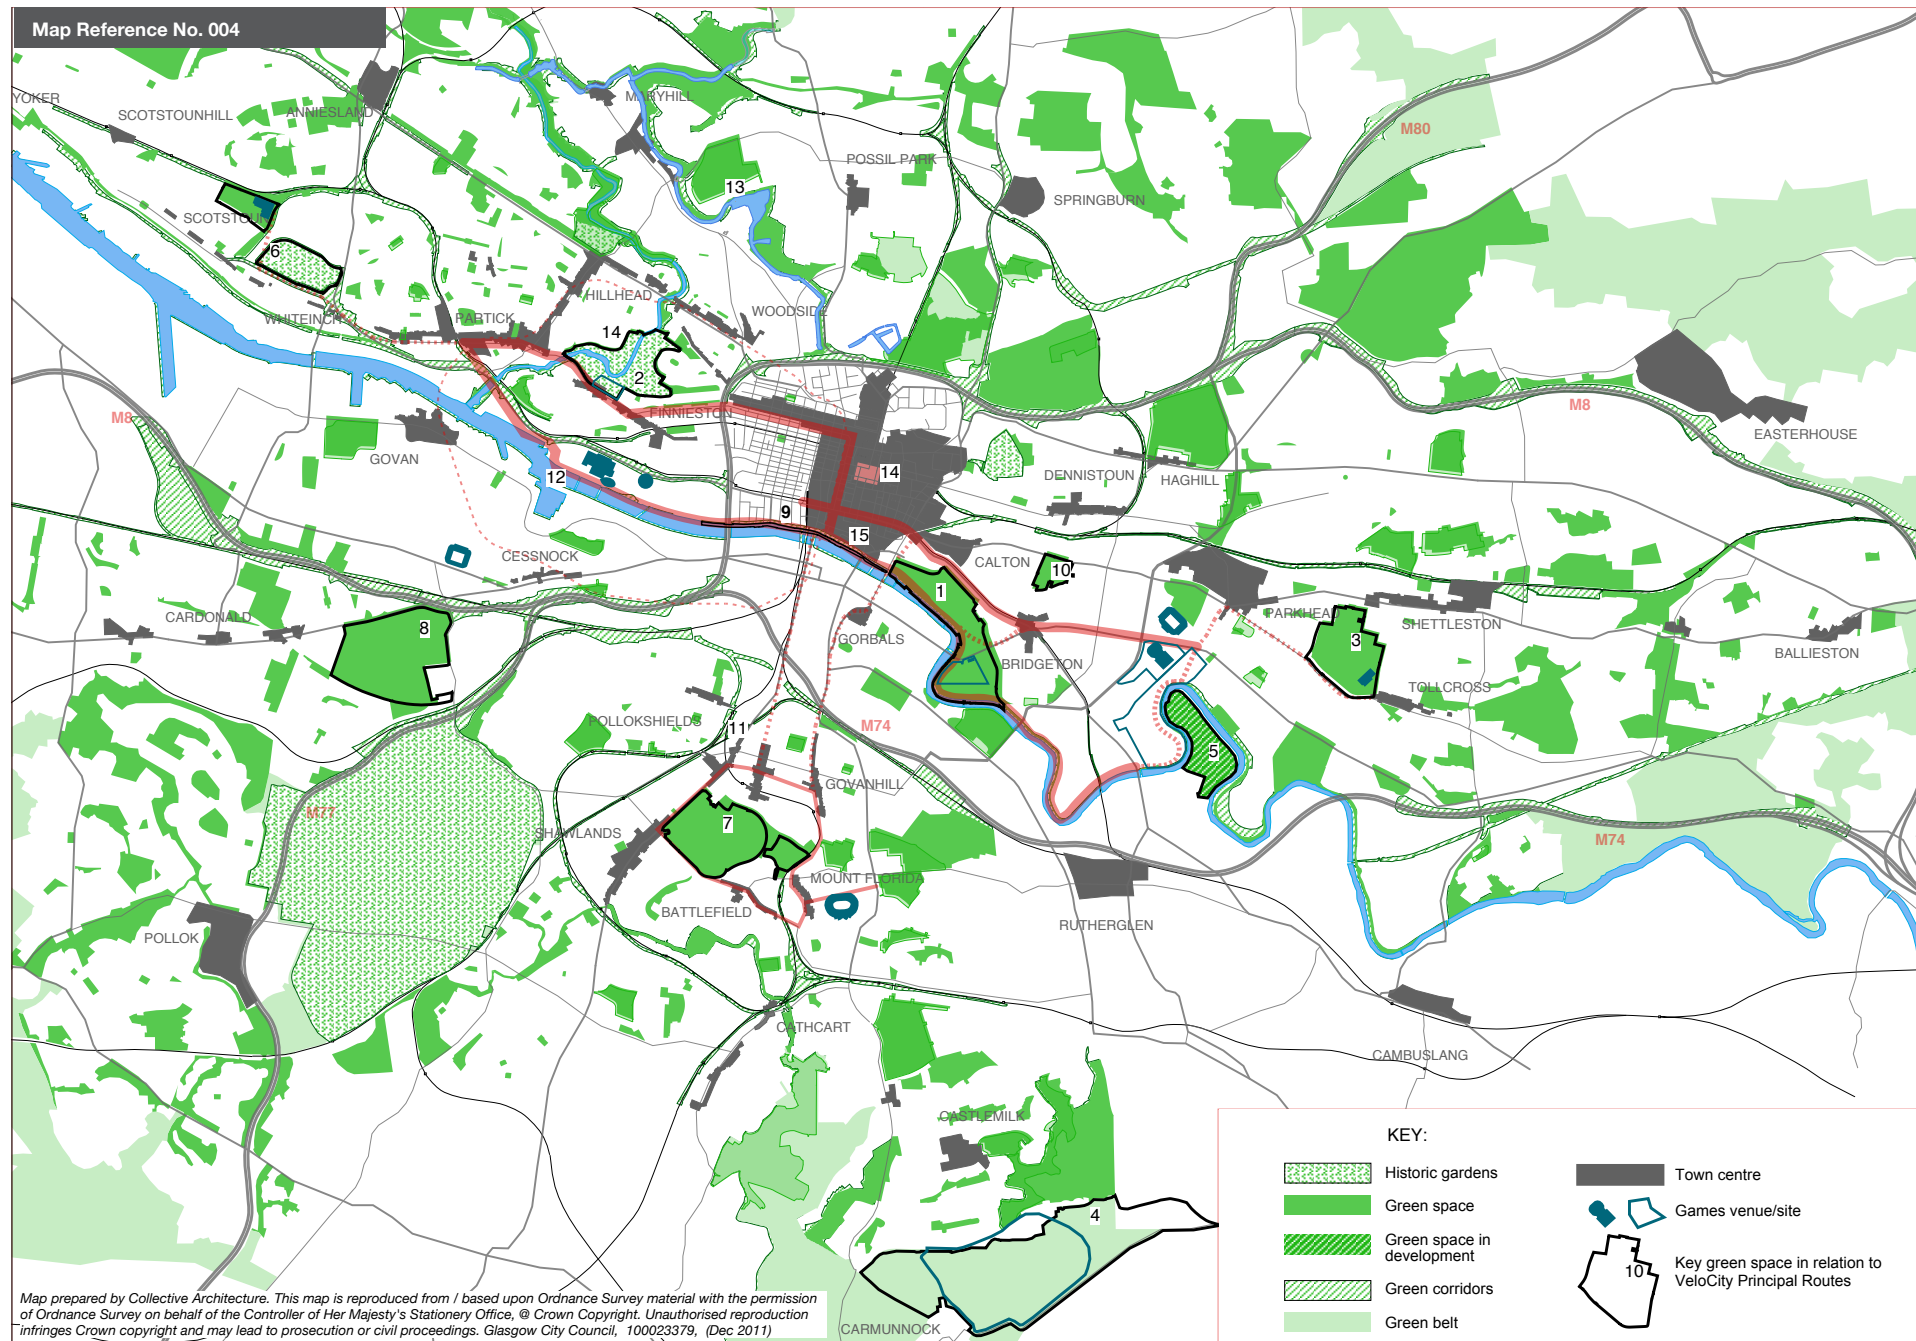 Map Reference No. 004
YOKER
SCOTSTOUNHILL
ANNIESLAND
MARYHILL
M80
POSSIL PARK
13
SPRINGBURN
SCOTSTOUN
6
HILLHEAD
WHITEINCH
PARTICK
14
WOODSIDE
2
M8
FINNIESTON
M8
EASTERHOUSE
GOVAN
12
14
DENNISTOUN
HAGHILL
9
15
CESSNOCK
CALTON
10
1
CARDONALD
8
GORBALS
PARKHEAD
SHETTLESTON
3
BALLIESTON
BRIDGETON
TOLLCROSS
POLLOKSHIELDS
11
M74
5
GOVANHILL
M77
SHAWLANDS
7
M74
MOUNT FLORIDA
BATTLEFIELD
RUTHERGLEN
POLLOK
CATHCART
CAMBUSLANG
CASTLEMILK
4
CARMUNNOCK
KEY:
Historic gardens
Green space
Green space in
development
Green corridors
Green belt
Town centre
Games venue/site
10
Key green space in relation to
VeloCity Principal Routes
Map prepared by Collective Architecture. This map is reproduced from / based upon Ordnance Survey material with the permission
of Ordnance Survey on behalf of the Controller of Her Majesty's Stationery Office, @ Crown Copyright. Unauthorised reproduction
infringes Crown copyright and may lead to prosecution or civil proceedings. Glasgow City Council, 100023379, (Dec 2011)